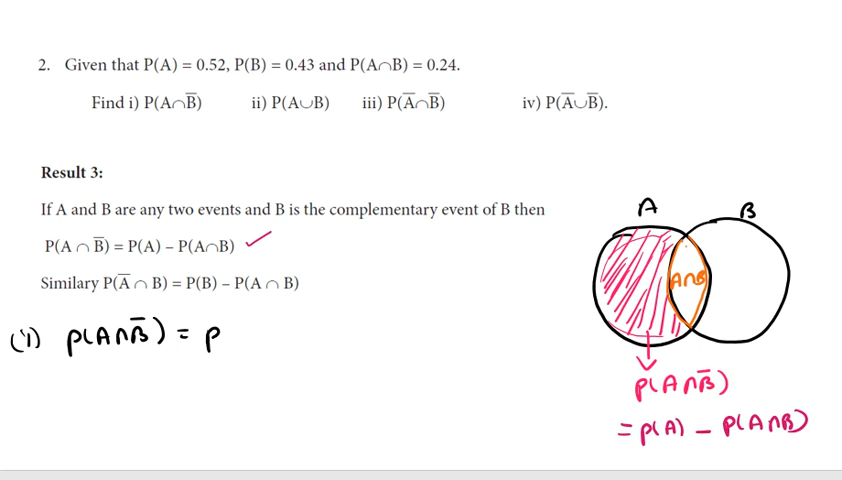 2. Given that P(A) = 0.52, P(B) = 0.43 and P(A∩B) = 0.24.
Find i) P(A∩B̅) ii) P(A∪B) iii) P(A̅∩B̅) iv) P(A̅∪B̅).
Result 3:
If A and B are any two events and B is the complementary event of B then
P(A ∩ B̅) = P(A) – P(A∩B)
Similary P(A̅ ∩ B) = P(B) – P(A ∩ B)
(i) P(A∩B̅) = P
A B
A∩B
P(A∩B̅)
= P(A) – P(A∩B)